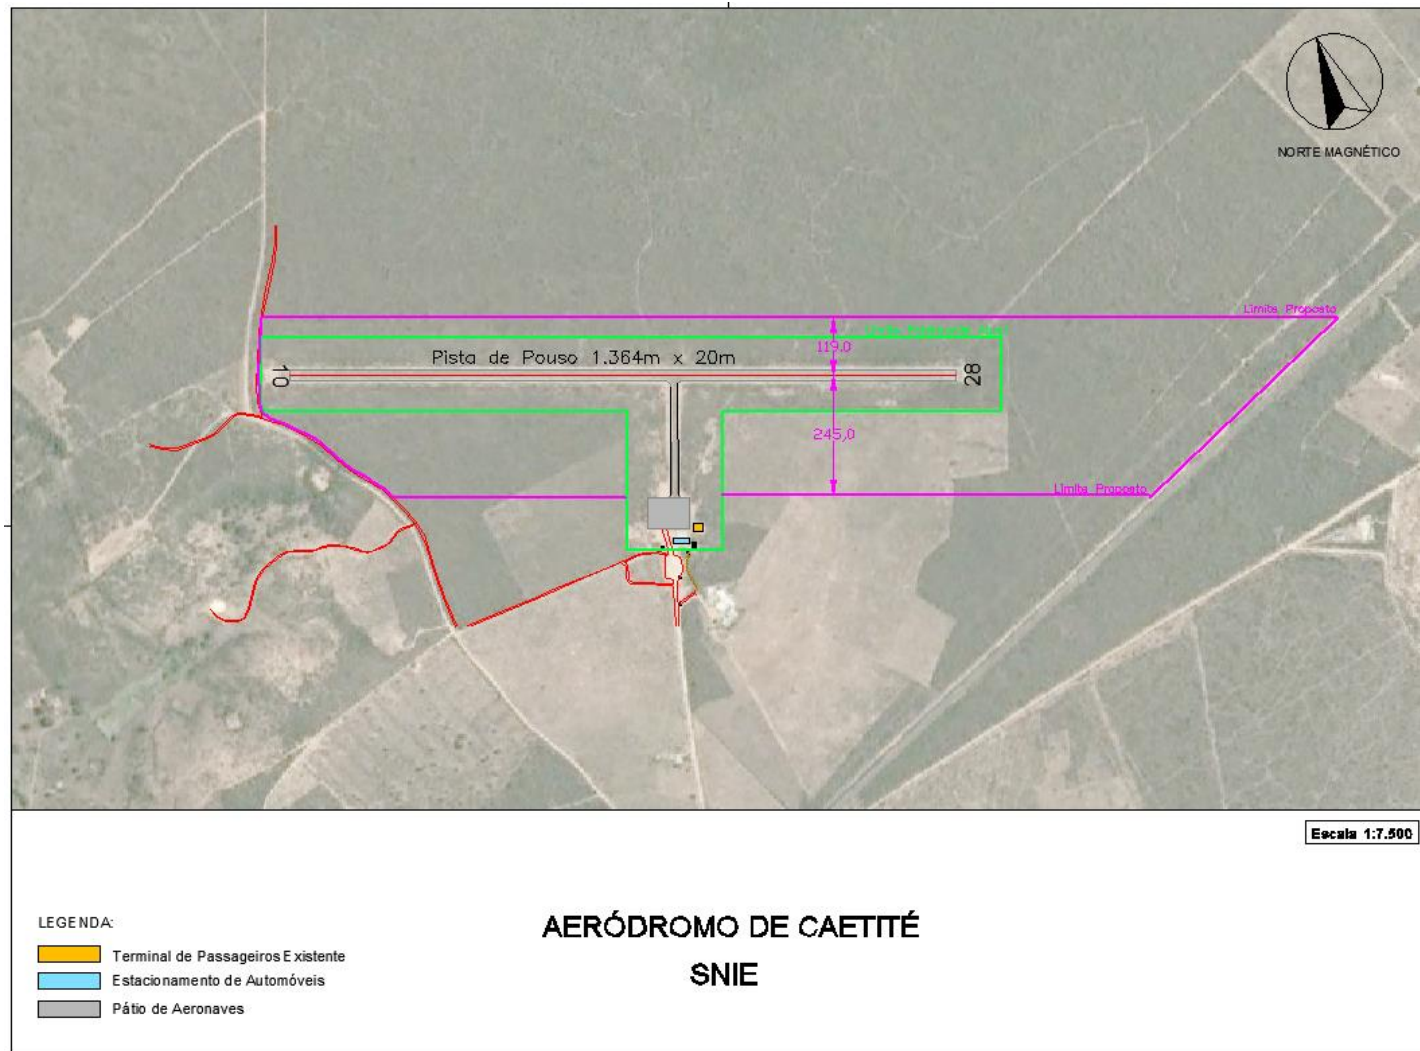 NORTE MAGNÉTICO
Limite Proposto
119.0
Pista de Pouso 1.364m x 20m
10
28
245,0
Limite Proposto
Escala 1:7.500
LEGENDA:
Terminal de Passageiros Existente
Estacionamento de Automóveis
Pátio de Aeronaves
AERÓDROMO DE CAETITÉ
SNIE